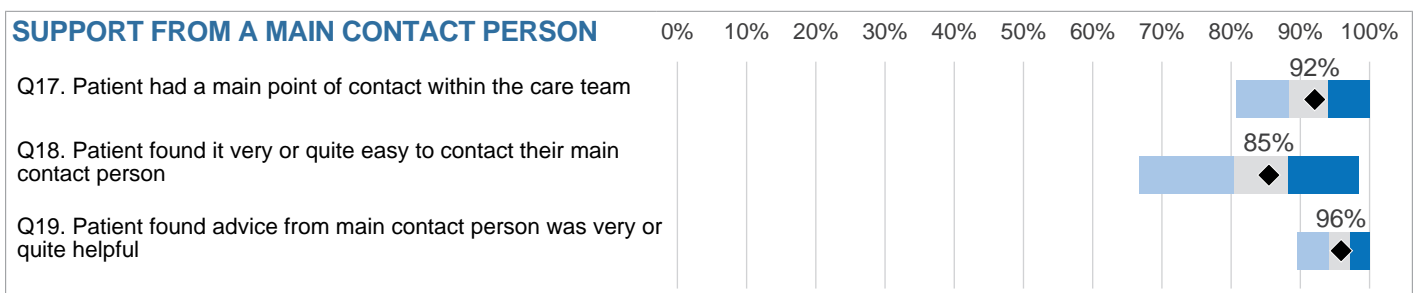 SUPPORT FROM A MAIN CONTACT PERSON 0% 10% 20% 30% 40% 50% 60% 70% 80% 90% 100%
Q17. Patient had a main point of contact within the care team 92%
Q18. Patient found it very or quite easy to contact their main
contact person 85%
Q19. Patient found advice from main contact person was very or
quite helpful 96%